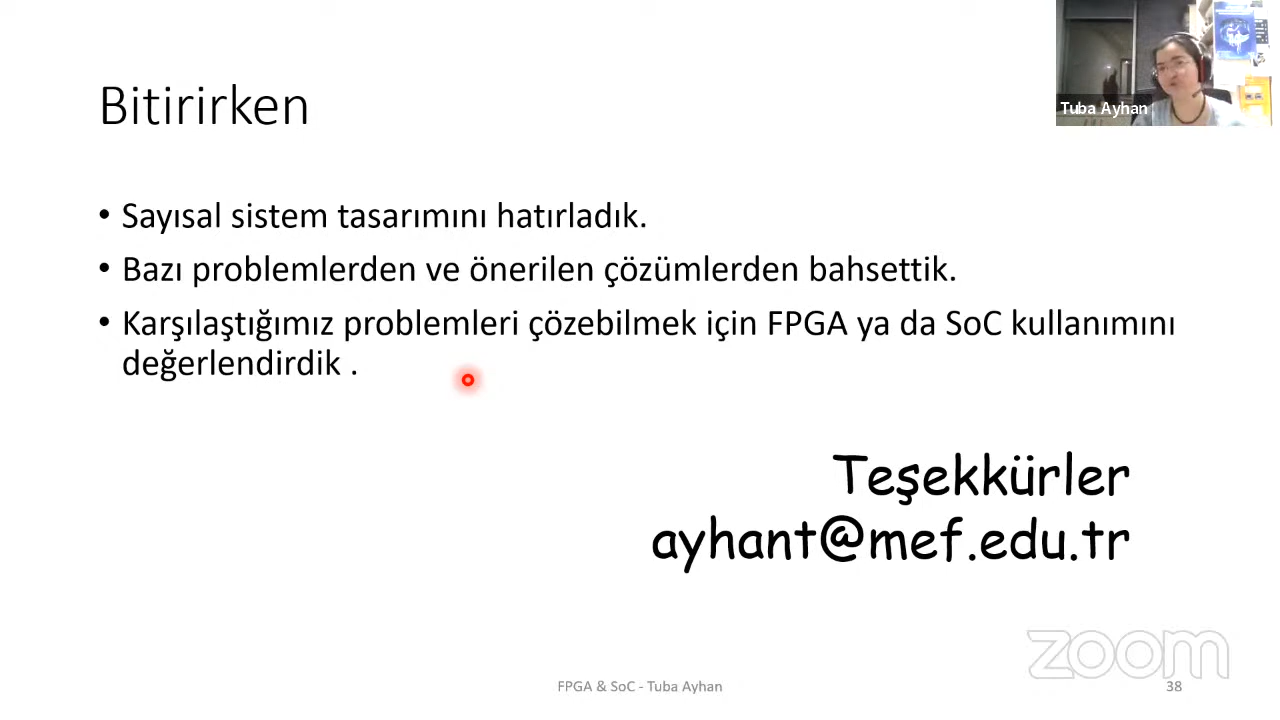 Bitirirken
Tuba Ayhan
• Sayısal sistem tasarımını hatırladık.
• Bazı problemlerden ve önerilen çözümlerden bahsettik.
• Karşılaştığımız problemleri çözebilmek için FPGA ya da SoC kullanımını
değerlendirdik .
Teşekkürler
ayhant@mef.edu.tr
zoom
FPGA & SoC - Tuba Ayhan
38